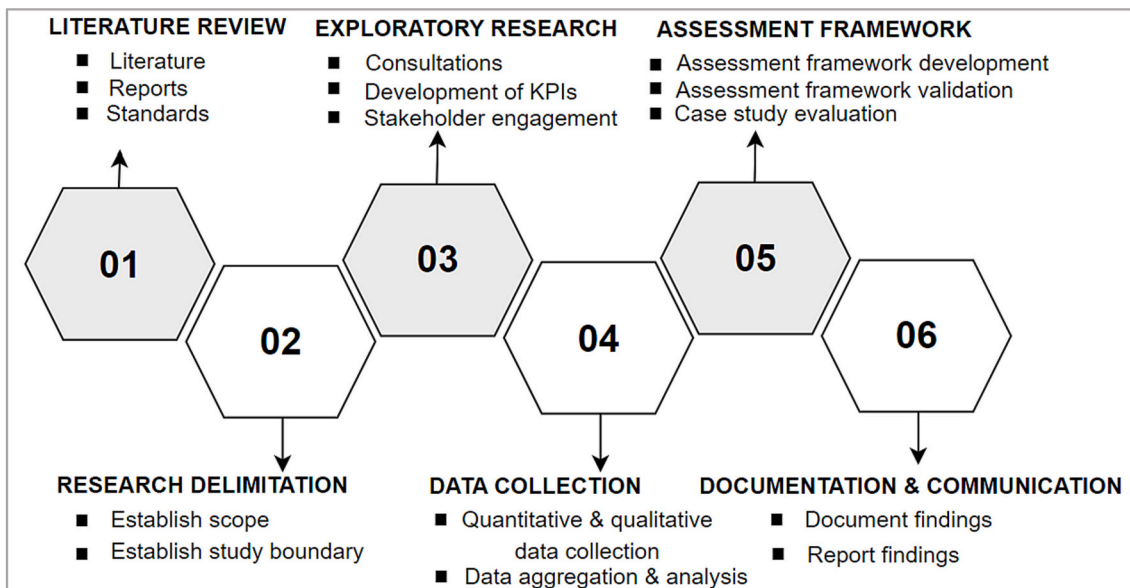 LITERATURE REVIEW
■ Literature
■ Reports
■ Standards
EXPLORATORY RESEARCH
■ Consultations
■ Development of KPIs
■ Stakeholder engagement
ASSESSMENT FRAMEWORK
■ Assessment framework development
■ Assessment framework validation
■ Case study evaluation
01
02
03
04
05
06
RESEARCH DELIMITATION
■ Establish scope
■ Establish study boundary
DATA COLLECTION
■ Quantitative & qualitative
data collection
■ Data aggregation & analysis
DOCUMENTATION & COMMUNICATION
■ Document findings
■ Report findings